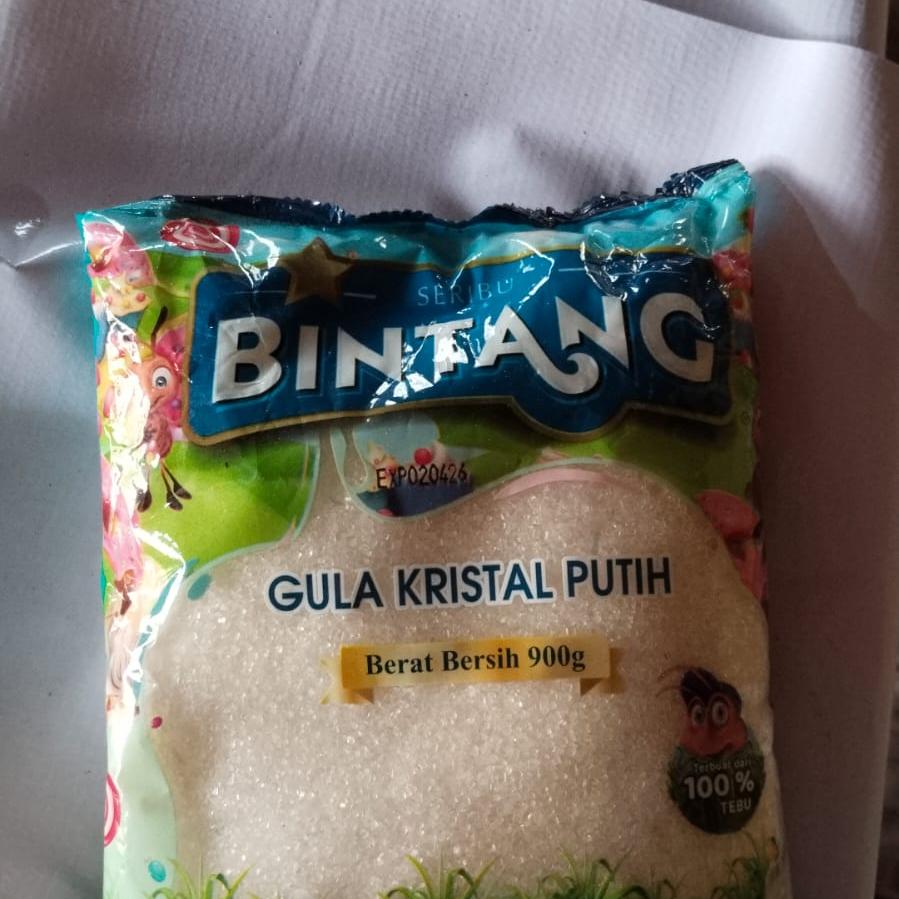 SERIBU
BINTANG
EXP020426
GULA KRISTAL PUTIH
Berat Bersih 900g
Terbuat dari
100%
TEBU